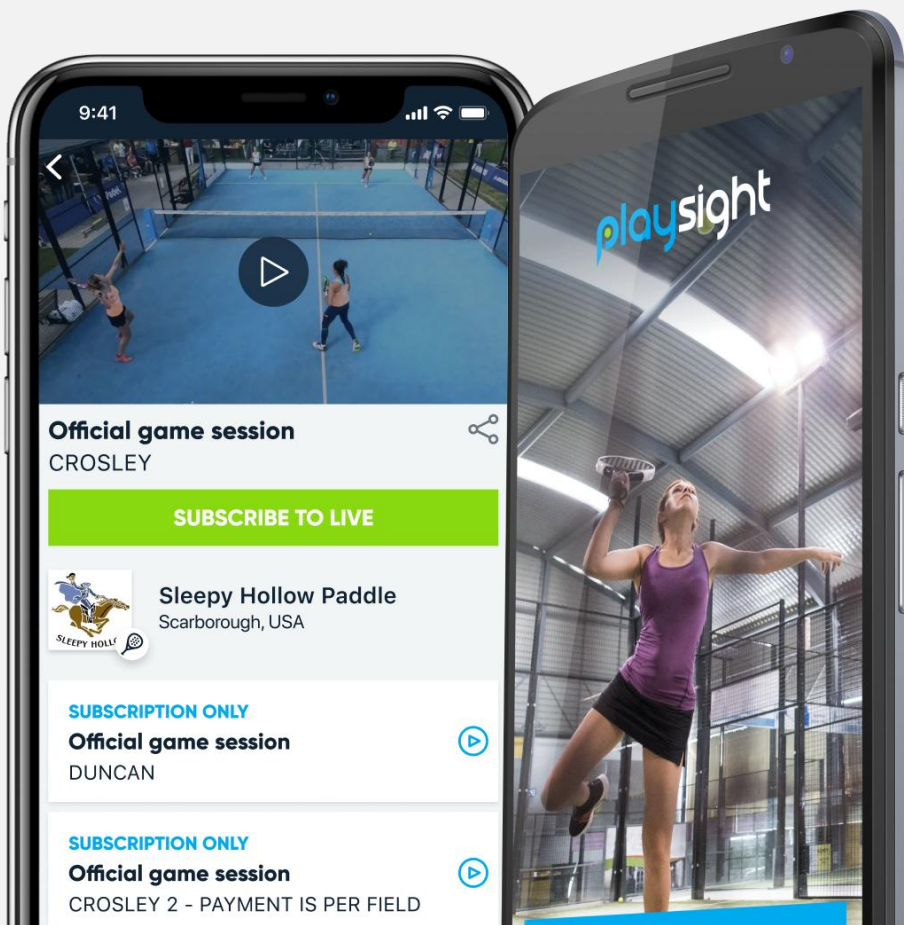 9:41
Official game session
CROSLEY
SUBSCRIBE TO LIVE
SLEEPY HOLL
Sleepy Hollow Paddle
Scarborough, USA
SUBSCRIPTION ONLY
Official game session
DUNCAN
SUBSCRIPTION ONLY
Official game session
CROSLEY 2 - PAYMENT IS PER FIELD
playsight